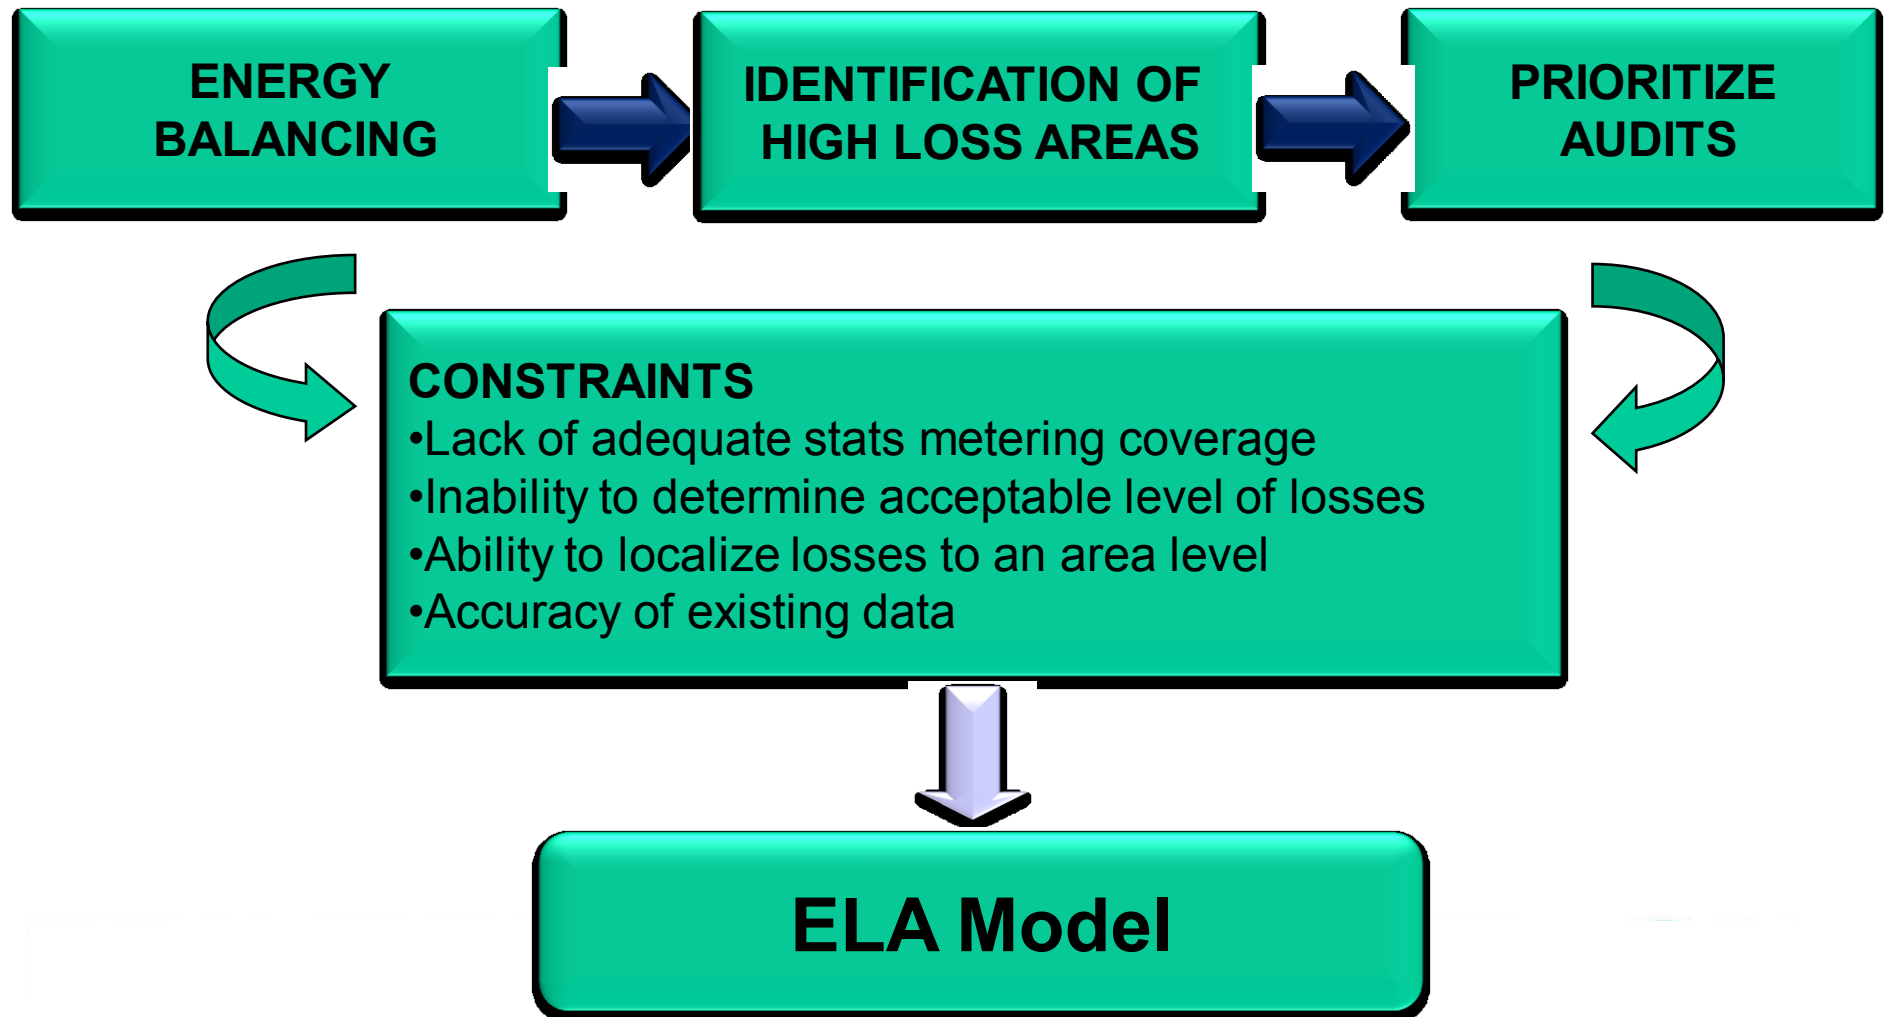 ENERGY
BALANCING
IDENTIFICATION OF
HIGH LOSS AREAS
PRIORITIZE
AUDITS
CONSTRAINTS
•Lack of adequate stats metering coverage
•Inability to determine acceptable level of losses
•Ability to localize losses to an area level
•Accuracy of existing data
ELA Model